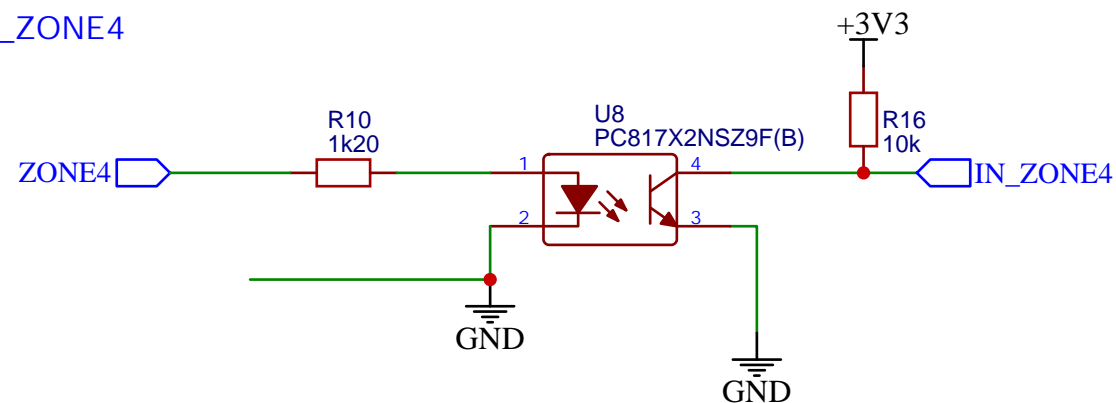 _ZONE4
+3V3
R10
1k20
U8
PC817X2NSZ9F(B)
R16
10k
ZONE4
1
4
IN_ZONE4
2
3
GND
GND